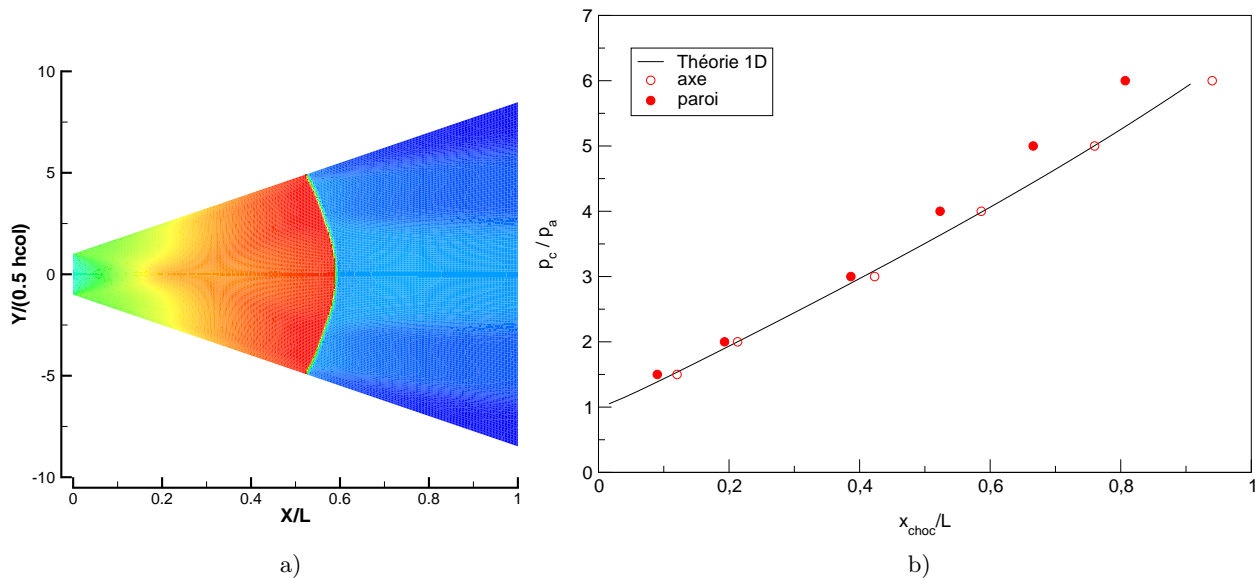 10
5
0
-5
-10
Y/(0.5 hcol)
0 0.2 0.4 0.6 0.8 1
X/L
a)
7
6
5
4
3
2
1
0
p_c / p_a
Théorie 1D
axe
paroi
0 0,2 0,4 0,6 0,8 1
x_choc/L
b)